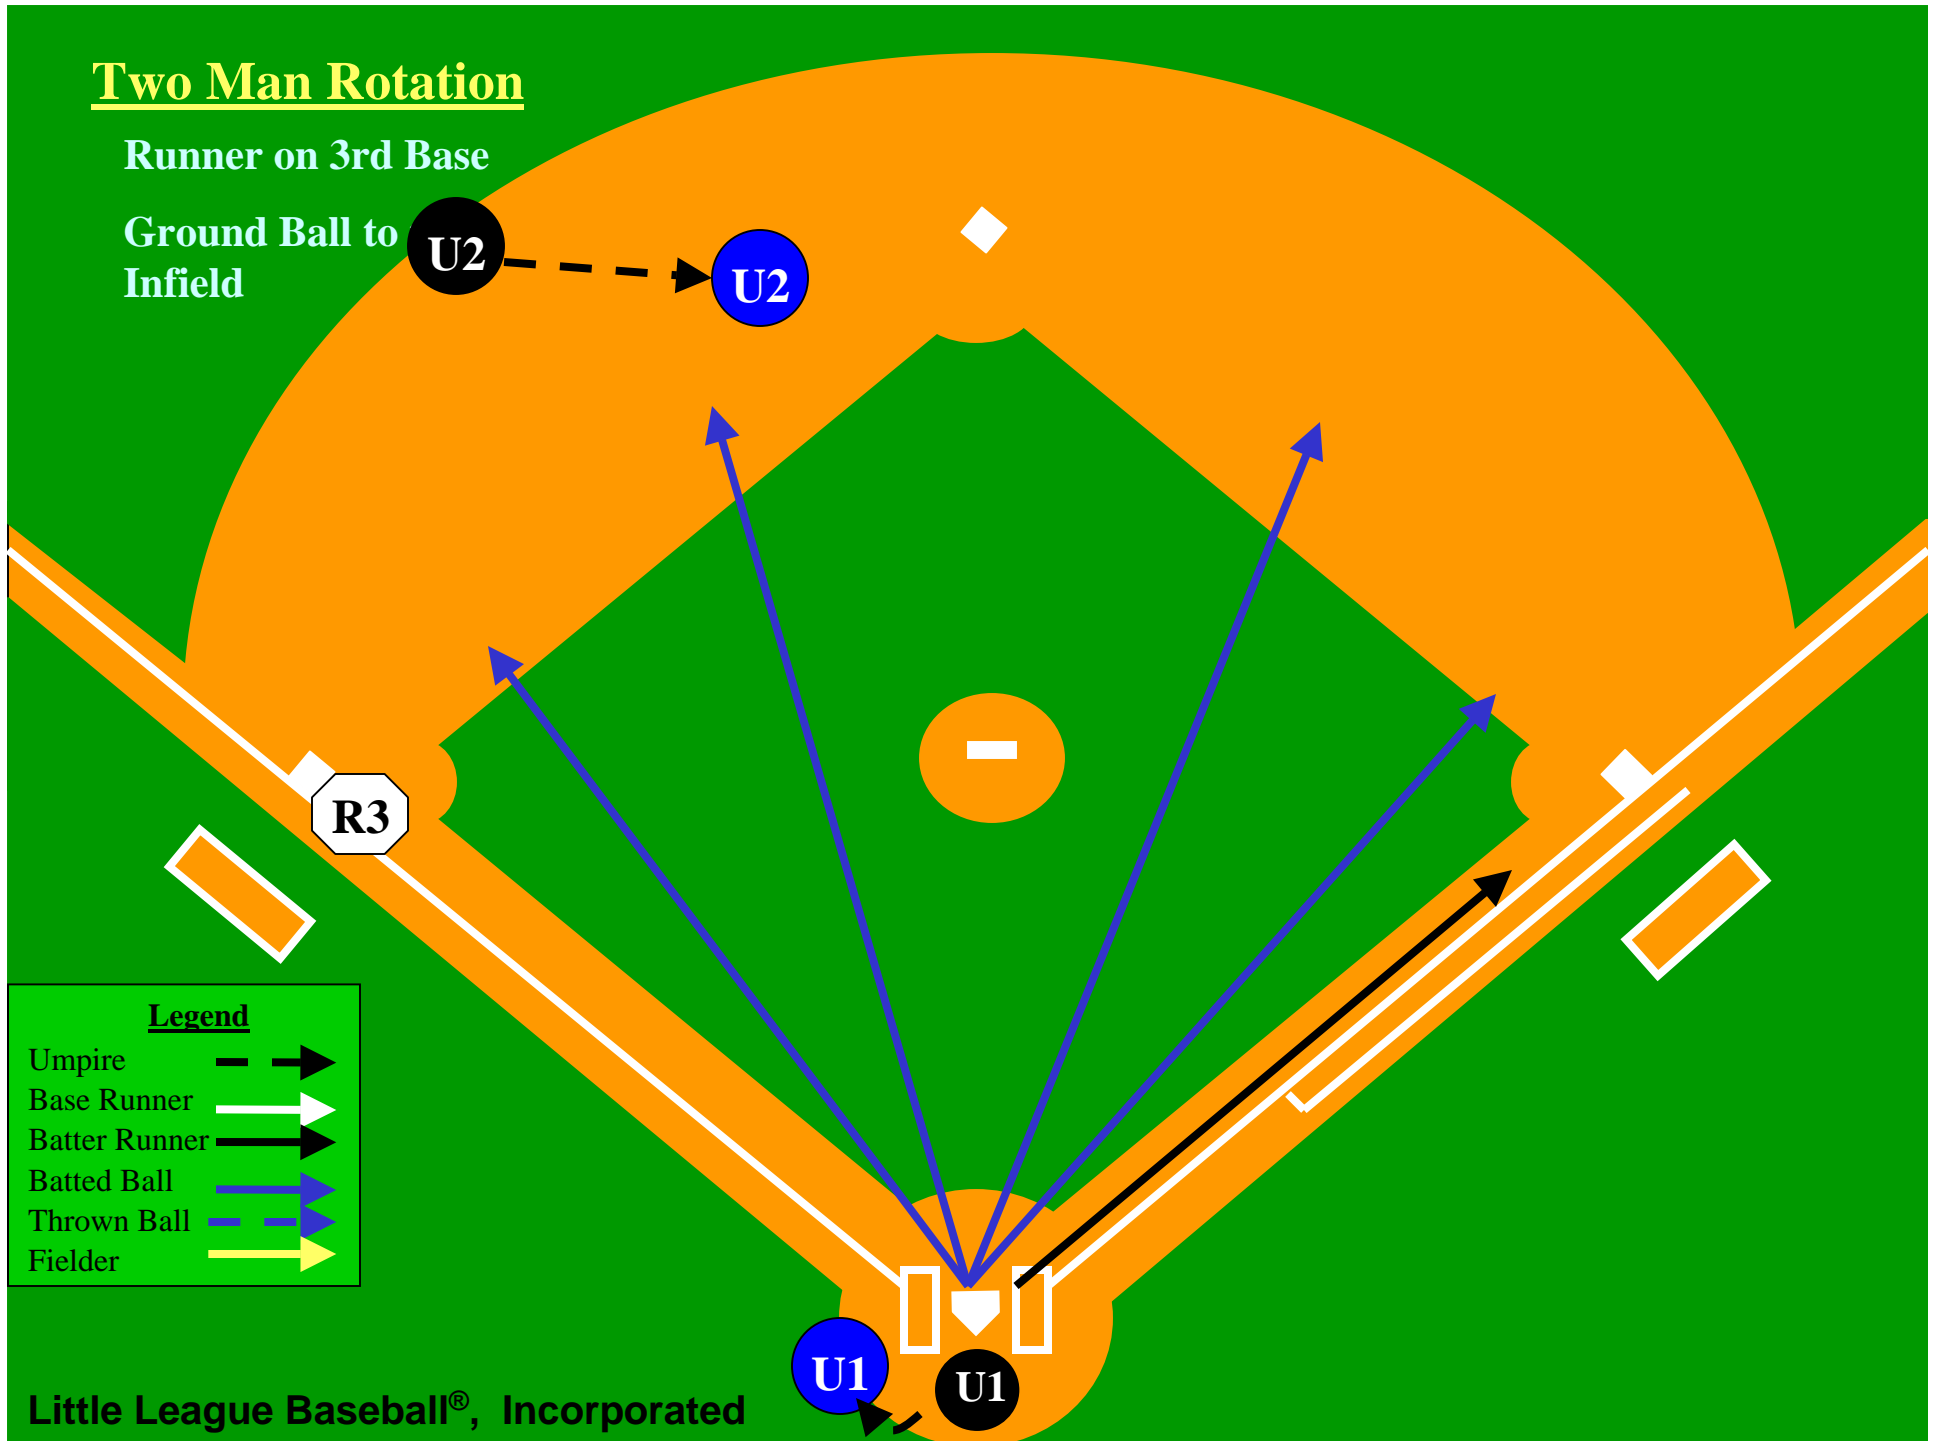 Two Man Rotation
Runner on 3rd Base
Ground Ball to
Infield
U2
U2
R3
Legend
Umpire
Base Runner
Batter Runner
Batted Ball
Thrown Ball
Fielder
U1
U1
Little League Baseball®, Incorporated